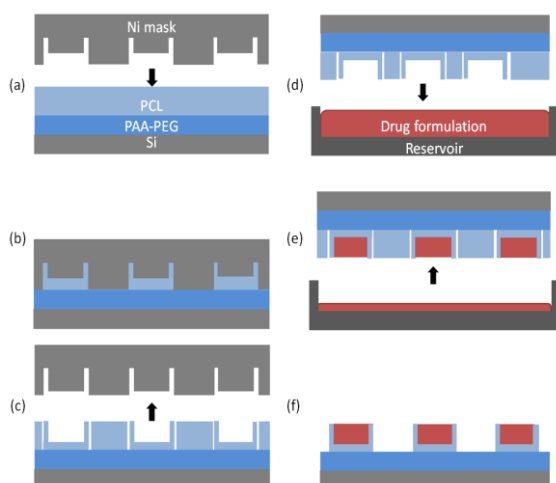 Ni mask
(a)
PCL
PAA-PEG
Si
(b)
(c)
(d)
Drug formulation
Reservoir
(e)
(f)